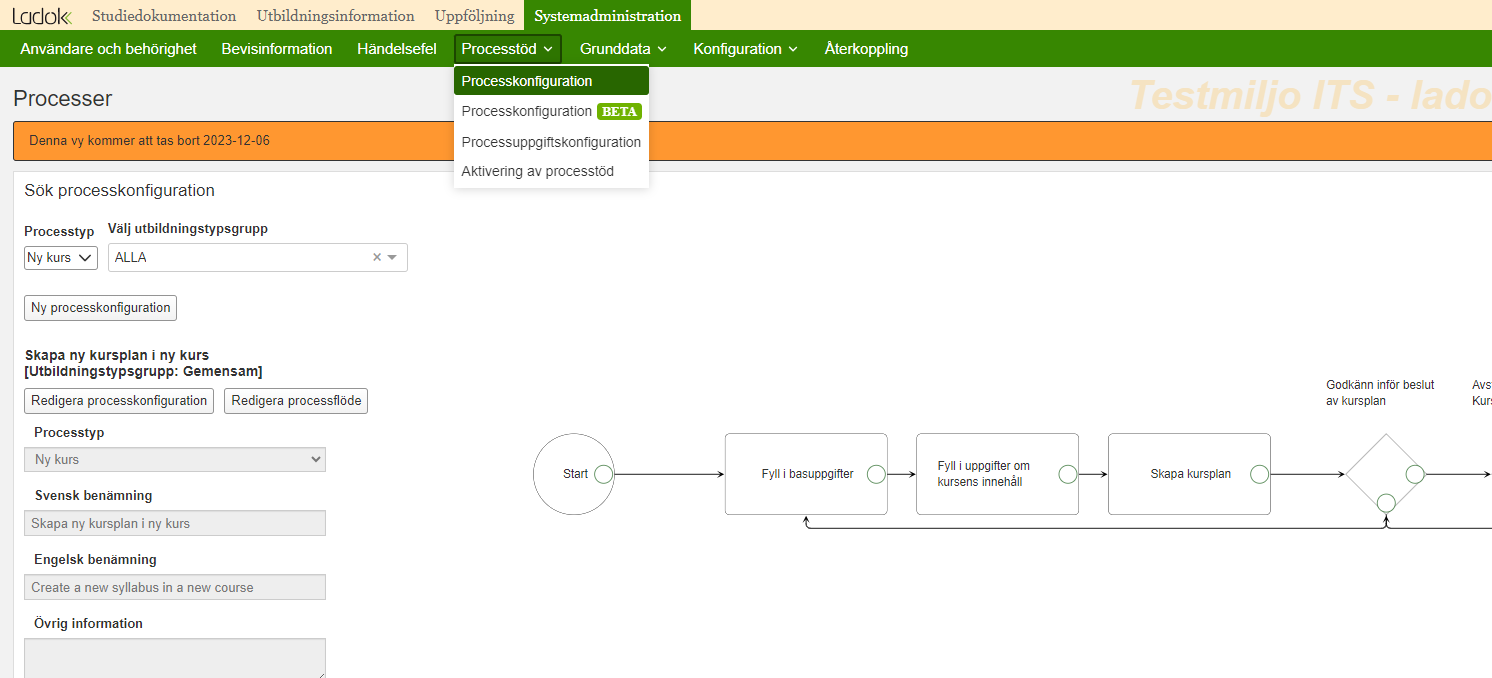 Ladok
Studiedokumentation Utbildningsinformation Uppföljning Systemadministration
Användare och behörighet Bevisinformation Händelsefel Processtöd Grunddata Konfiguration Återkoppling
Processkonfiguration
Processkonfiguration BETA
Processuppgiftskonfiguration
Aktivering av processtöd
Processer
Testmiljo ITS - lado
Denna vy kommer att tas bort 2023-12-06
Sök processkonfiguration
Processtyp Välj utbildningstypsgrupp
Ny kurs ALLA
Ny processkonfiguration
Skapa ny kursplan i ny kurs
[Utbildningstypsgrupp: Gemensam]
Redigera processkonfiguration Redigera processflöde
Processtyp
Ny kurs
Svensk benämning
Skapa ny kursplan i ny kurs
Engelsk benämning
Create a new syllabus in a new course
Övrig information
Start
Fyll i basuppgifter
Fyll i uppgifter om
kursens innehåll
Skapa kursplan
Godkänn inför beslut
av kursplan
Avs
Kurs